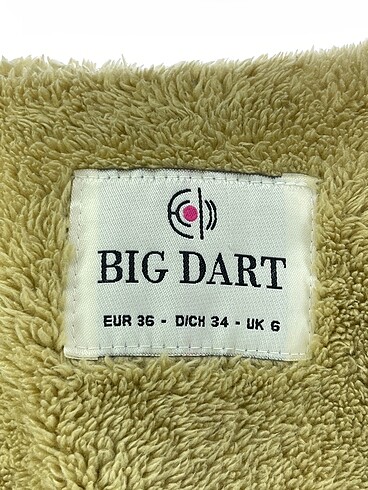 BIG DART
EUR 36 - D/CH 34 - UK 6